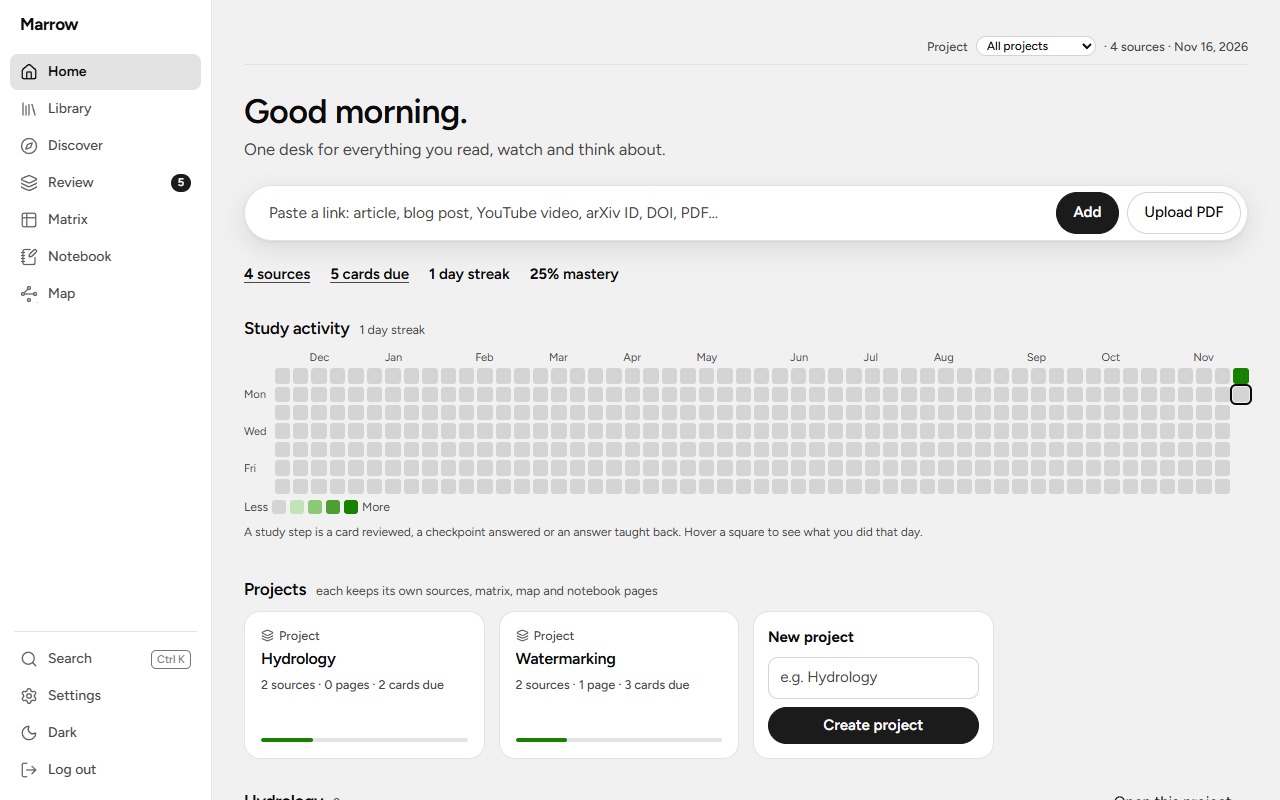 Marrow
Home
Library
Discover
Review 5
Matrix
Notebook
Map
Search Ctrl K
Settings
Dark
Log out
Project All projects · 4 sources · Nov 16, 2026
Good morning.
One desk for everything you read, watch and think about.
Paste a link: article, blog post, YouTube video, arXiv ID, DOI, PDF... Add Upload PDF
4 sources 5 cards due 1 day streak 25% mastery
Study activity 1 day streak
Dec Jan Feb Mar Apr May Jun Jul Aug Sep Oct Nov
Mon
Wed
Fri
Less More
A study step is a card reviewed, a checkpoint answered or an answer taught back. Hover a square to see what you did that day.
Projects each keeps its own sources, matrix, map and notebook pages
Project
Hydrology
2 sources · 0 pages · 2 cards due
Project
Watermarking
2 sources · 1 page · 3 cards due
New project
e.g. Hydrology
Create project
Hydrology
Open this project